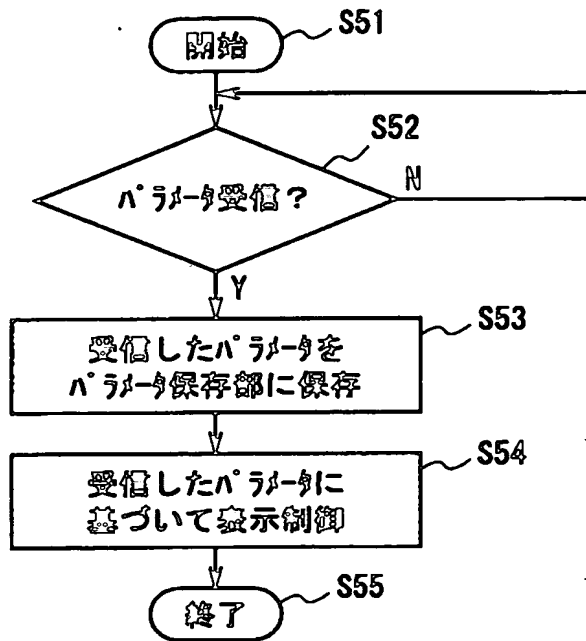 開始
S51
S52
パラメータ受信?
N
Y
S53
受信したパラメータを
パラメータ保存部に保存
S54
受信したパラメータに
基づいて表示制御
終了
S55